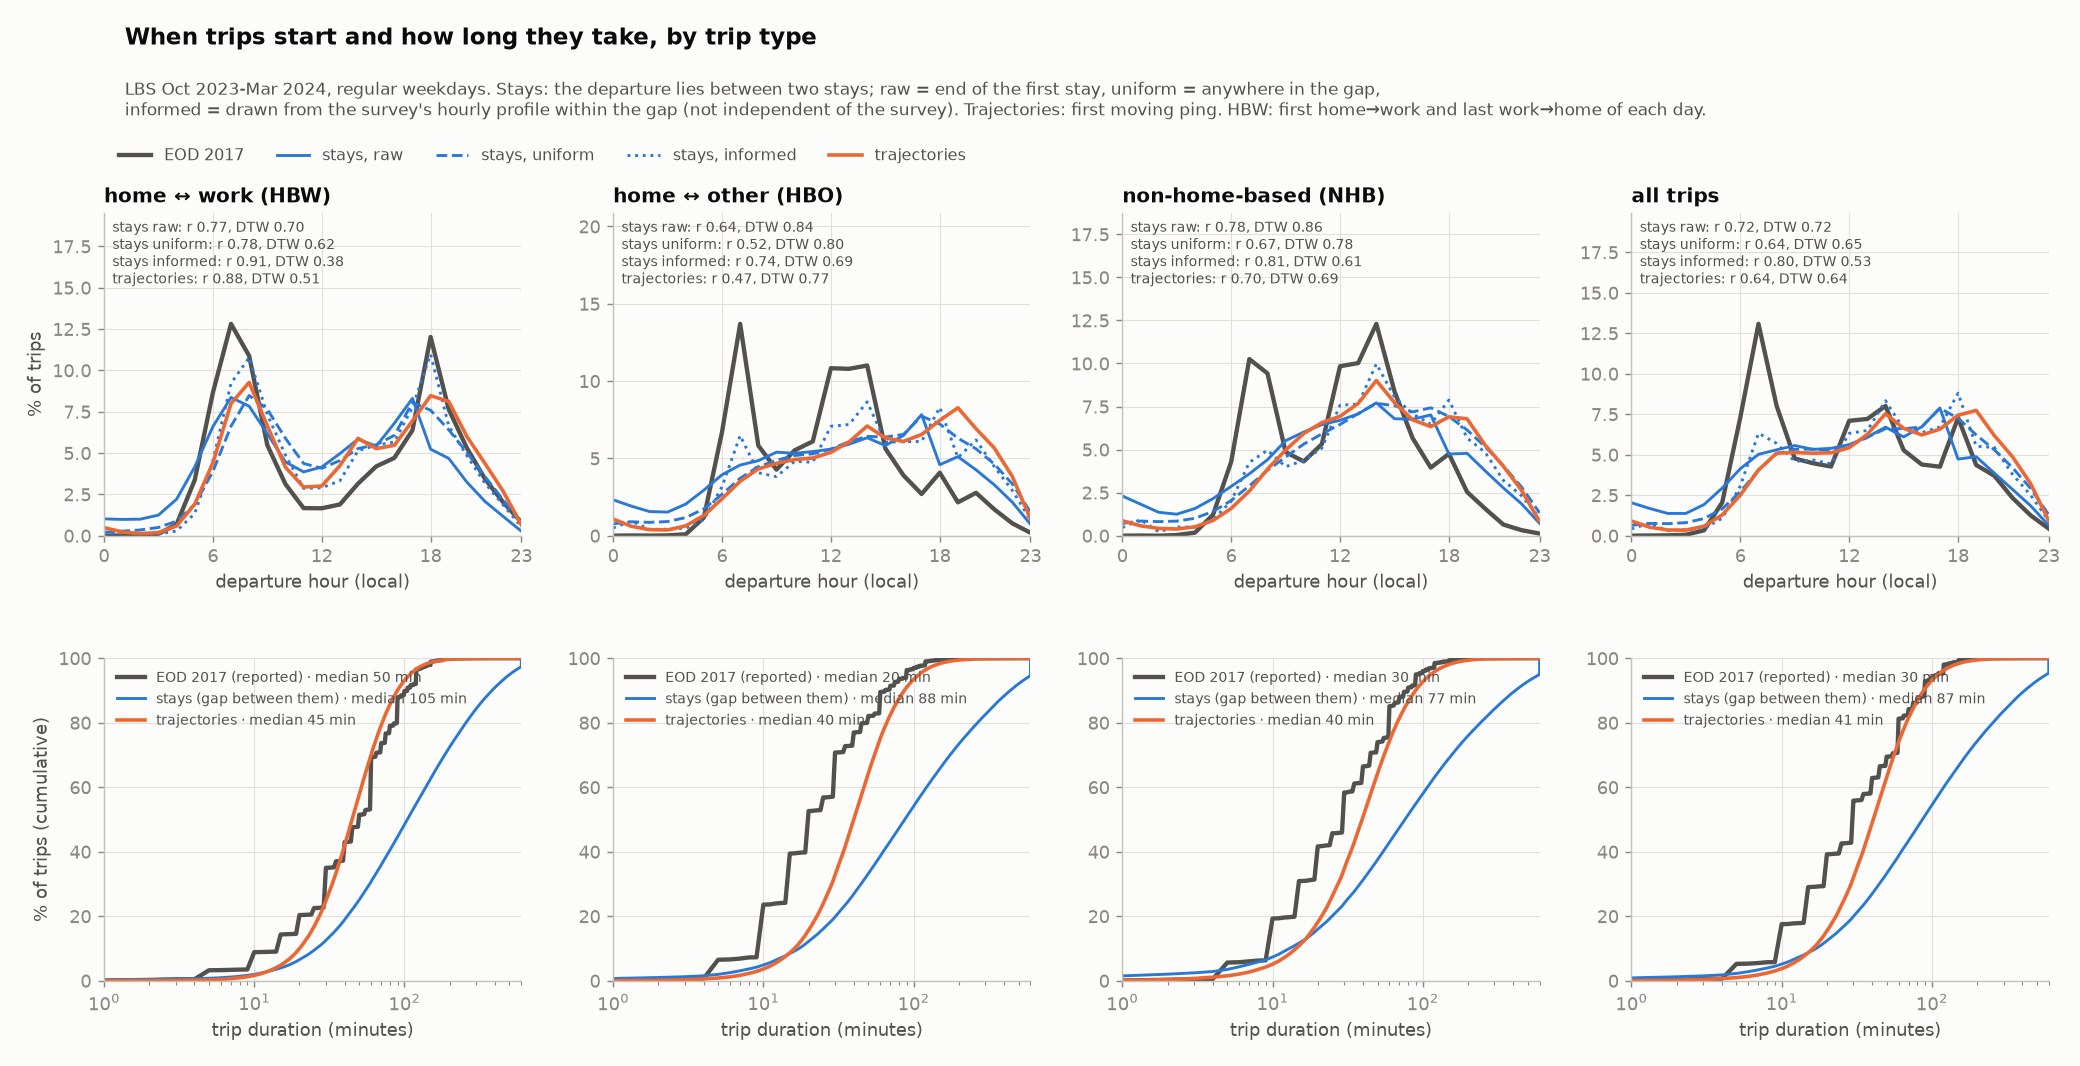 When trips start and how long they take, by trip type
LBS Oct 2023-Mar 2024, regular weekdays. Stays: the departure lies between two stays; raw = end of the first stay, uniform = anywhere in the gap,
informed = drawn from the survey's hourly profile within the gap (not independent of the survey). Trajectories: first moving ping. HBW: first home→work and last work→home of each day.
EOD 2017 stays, raw stays, uniform stays, informed trajectories
home ↔ work (HBW)
stays raw: r 0.77, DTW 0.70
stays uniform: r 0.78, DTW 0.62
stays informed: r 0.91, DTW 0.38
trajectories: r 0.88, DTW 0.51
% of trips
17.5
15.0
12.5
10.0
7.5
5.0
2.5
0.0
0 6 12 18 23
departure hour (local)
home ↔ other (HBO)
stays raw: r 0.64, DTW 0.84
stays uniform: r 0.52, DTW 0.80
stays informed: r 0.74, DTW 0.69
trajectories: r 0.47, DTW 0.77
20
15
10
5
0
0 6 12 18 23
departure hour (local)
non-home-based (NHB)
stays raw: r 0.78, DTW 0.86
stays uniform: r 0.67, DTW 0.78
stays informed: r 0.81, DTW 0.61
trajectories: r 0.70, DTW 0.69
17.5
15.0
12.5
10.0
7.5
5.0
2.5
0.0
0 6 12 18 23
departure hour (local)
all trips
stays raw: r 0.72, DTW 0.72
stays uniform: r 0.64, DTW 0.65
stays informed: r 0.80, DTW 0.53
trajectories: r 0.64, DTW 0.64
17.5
15.0
12.5
10.0
7.5
5.0
2.5
0.0
0 6 12 18 23
departure hour (local)
% of trips (cumulative)
100
80
60
40
20
0
EOD 2017 (reported) · median 50 min
stays (gap between them) · median 105 min
trajectories · median 45 min
10⁰ 10¹ 10²
trip duration (minutes)
100
80
60
40
20
0
EOD 2017 (reported) · median 20 min
stays (gap between them) · median 88 min
trajectories · median 40 min
10⁰ 10¹ 10²
trip duration (minutes)
100
80
60
40
20
0
EOD 2017 (reported) · median 30 min
stays (gap between them) · median 77 min
trajectories · median 40 min
10⁰ 10¹ 10²
trip duration (minutes)
100
80
60
40
20
0
EOD 2017 (reported) · median 30 min
stays (gap between them) · median 87 min
trajectories · median 41 min
10⁰ 10¹ 10²
trip duration (minutes)